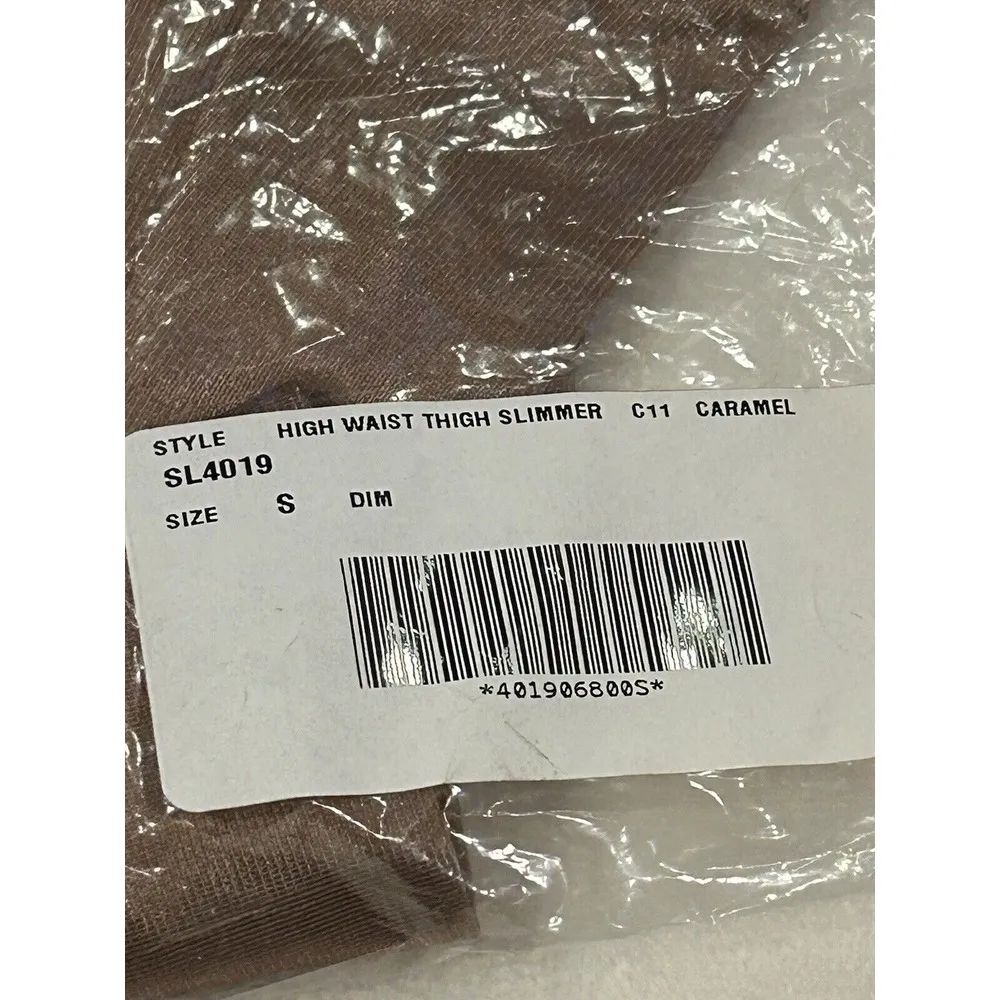 STYLE HIGH WAIST THIGH SLIMMER C11 CARAMEL
SL4019
SIZE S DIM
*401906800S*